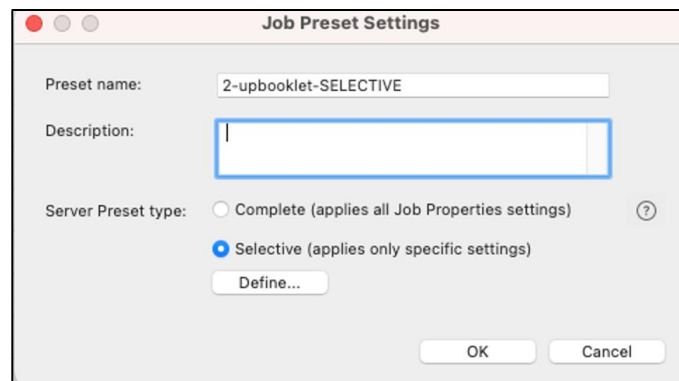 Job Preset Settings
Preset name: 2-upbooklet-SELECTIVE
Description:
Server Preset type: Complete (applies all Job Properties settings) ?
Selective (applies only specific settings)
Define...
OK Cancel